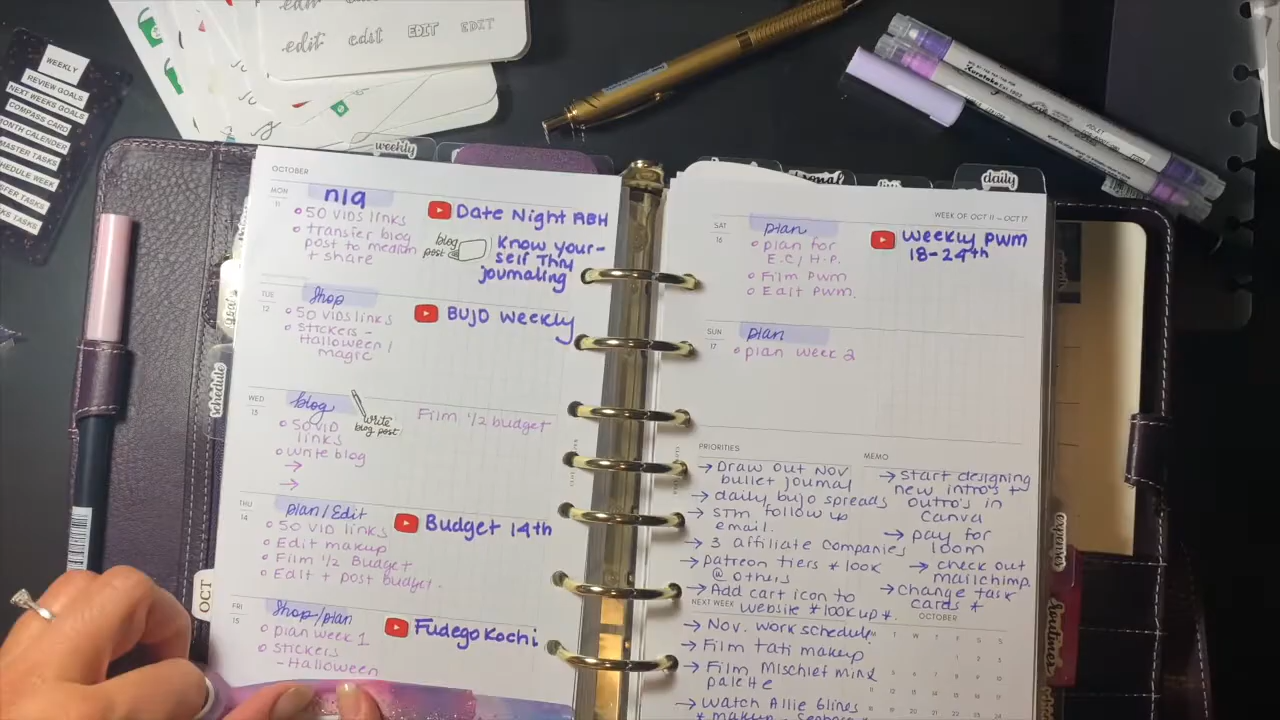 edit edit EDIT EDIT
WEEKLY
REVIEW GOALS
NEXT WEEKS GOALS
COMPASS CARD
MONTH CALENDER
MASTER TASKS
SCHEDULE WEEK
weekly
daily
schedule
OCT
expenses
routines
OCTOBER
MON
11
50 VIDS links
transfer blog
post to medium
+ share
Date Night ABH
blog
post
Know your-
self Thru
journaling
TUE
12
Shop
50 VIDS links
Stickers -
Halloween /
magic
BUJO Weekly
WED
13
blog
50 VID
links
write blog
→
→
write
blog post
Film 1/2 budget
THU
14
plan/Edit
50 VID links
Edit makeup
Film 1/2 Budget
Edit + post budget.
Budget 14th
FRI
15
Shop/plan
plan week 1
Stickers
- Halloween
Fudego Kochi
WEEK OF OCT 11 – OCT 17
SAT
16
plan
plan for
E.C / H.P.
Film PWM
Edit PWM.
Weekly PWM
18-24th
SUN
17
plan
plan week 2
PRIORITIES
→ Draw out Nov
bullet journal
→ daily bujo spreads
→ STM follow up
email.
→ 3 affiliate companies
→ Patreon tiers * look
@ others
→ Add cart icon to
website * look up *
MEMO
→ start designing
new intro's +
outro's in
Canva
→ pay for
loom
→ check out
mailchimp
→ Change task
cards *
NEXT WEEK
→ Nov. work schedule
→ Film tati makeup
→ Film Mischief mind
palette
→ Watch Allie Glines
OCTOBER